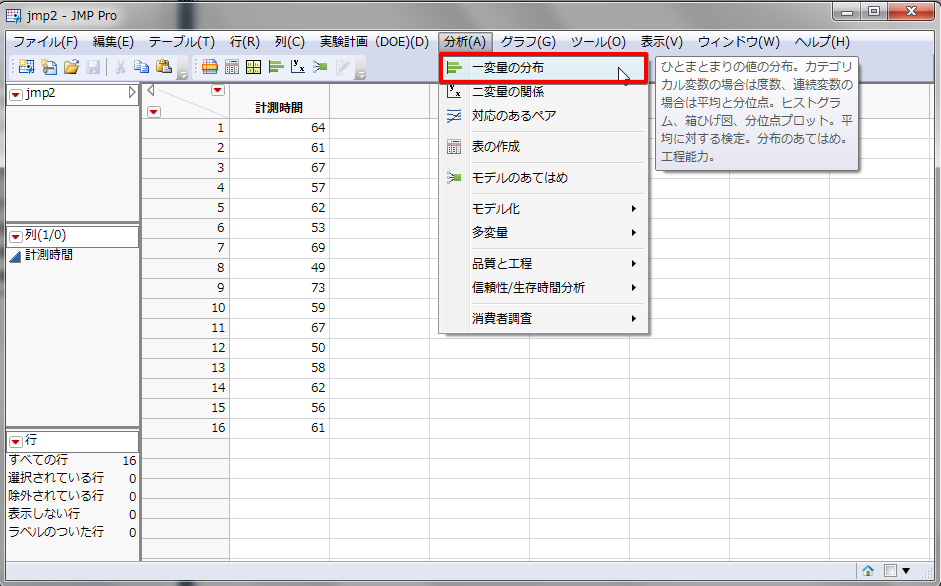 jmp2 - JMP Pro
ファイル(F) 編集(E) テーブル(T) 行(R) 列(C) 実験計画（DOE)(D) 分析(A) グラフ(G) ツール(O) 表示(V) ウィンドウ(W) ヘルプ(H)
一変量の分布
二変量の関係
対応のあるペア
表の作成
モデルのあてはめ
モデル化
多変量
品質と工程
信頼性/生存時間分析
消費者調査
ひとまとまりの値の分布。カテゴリ
カル変数の場合は度数、連続変数の
場合は平均と分位点。ヒストグラ
ム、箱ひげ図、分位点プロット。平
均に対する検定。分布のあてはめ。
工程能力。
jmp2
列(1/0)
計測時間
行
すべての行 16
選択されている行 0
除外されている行 0
表示しない行 0
ラベルのついた行 0
計測時間
1 64
2 61
3 67
4 57
5 62
6 53
7 69
8 49
9 73
10 59
11 67
12 50
13 58
14 62
15 56
16 61